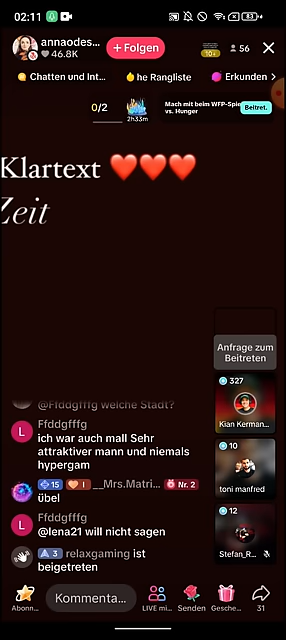 02:11
83
annaodes...
46.8K
+ Folgen
10+
56
Chatten und Int...
he Rangliste
Erkunden >
0/2
2h33m
Mach mit beim WFP-Spie
vs. Hunger
Beitret.
Klartext ❤️❤️❤️
Zeit
Anfrage zum
Beitreten
@Ffddgfffg welche Stadt?
327
Kian Kerman...
L
Ffddgfffg
ich war auch mall Sehr
attraktiver mann und niemals
hypergam
10
toni manfred
15
I
__Mrs.Matri...
Nr. 2
übel
12
Stefan_R...
L
Ffddgfffg
@lena21 will nicht sagen
3
relaxgaming ist
beigetreten
Kommenta...
Abonn...
LIVE mi...
Senden
Gesche...
31